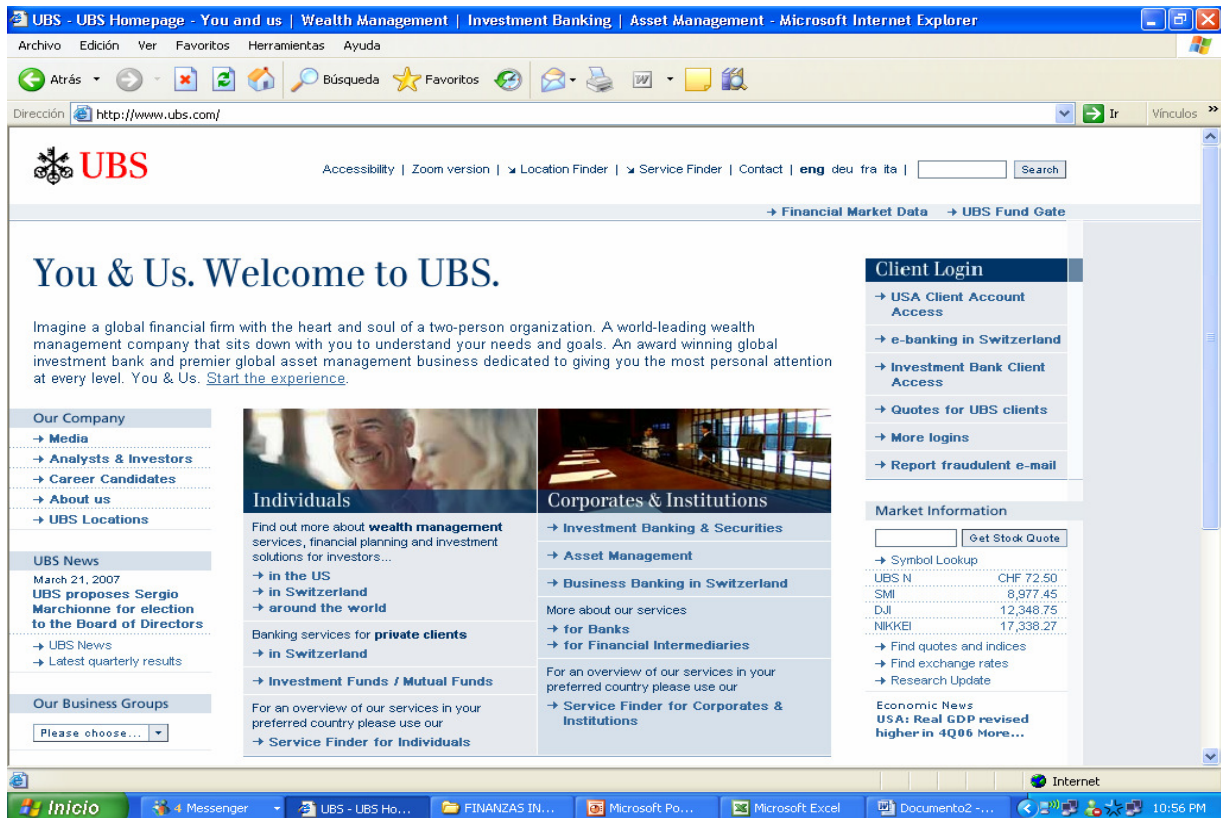 UBS - UBS Homepage - You and us | Wealth Management | Investment Banking | Asset Management - Microsoft Internet Explorer
Archivo Edición Ver Favoritos Herramientas Ayuda
Atrás Búsqueda Favoritos
Dirección http://www.ubs.com/ Ir Vínculos »
UBS
Accessibility | Zoom version | Location Finder | Service Finder | Contact | eng deu fra ita | Search
Financial Market Data UBS Fund Gate
You & Us. Welcome to UBS.
Imagine a global financial firm with the heart and soul of a two-person organization. A world-leading wealth
management company that sits down with you to understand your needs and goals. An award winning global
investment bank and premier global asset management business dedicated to giving you the most personal attention
at every level. You & Us. Start the experience.
Our Company
Media
Analysts & Investors
Career Candidates
About us
UBS Locations
UBS News
March 21, 2007
UBS proposes Sergio
Marchionne for election
to the Board of Directors
UBS News
Latest quarterly results
Our Business Groups
Please choose...
Individuals
Find out more about wealth management
services, financial planning and investment
solutions for investors...
in the US
in Switzerland
around the world
Banking services for private clients
in Switzerland
Investment Funds / Mutual Funds
For an overview of our services in your
preferred country please use our
Service Finder for Individuals
Corporates & Institutions
Investment Banking & Securities
Asset Management
Business Banking in Switzerland
More about our services
for Banks
for Financial Intermediaries
For an overview of our services in your
preferred country please use our
Service Finder for Corporates &
Institutions
Client Login
USA Client Account
Access
e-banking in Switzerland
Investment Bank Client
Access
Quotes for UBS clients
More logins
Report fraudulent e-mail
Market Information
Get Stock Quote
Symbol Lookup
UBS N CHF 72.50
SMI 8,977.45
DJI 12,348.75
NIKKEI 17,338.27
Find quotes and indices
Find exchange rates
Research Update
Economic News
USA: Real GDP revised
higher in 4Q06 More...
Internet
Inicio 4 Messenger UBS - UBS Ho... FINANZAS IN... Microsoft Po... Microsoft Excel Documento2 -... 10:56 PM